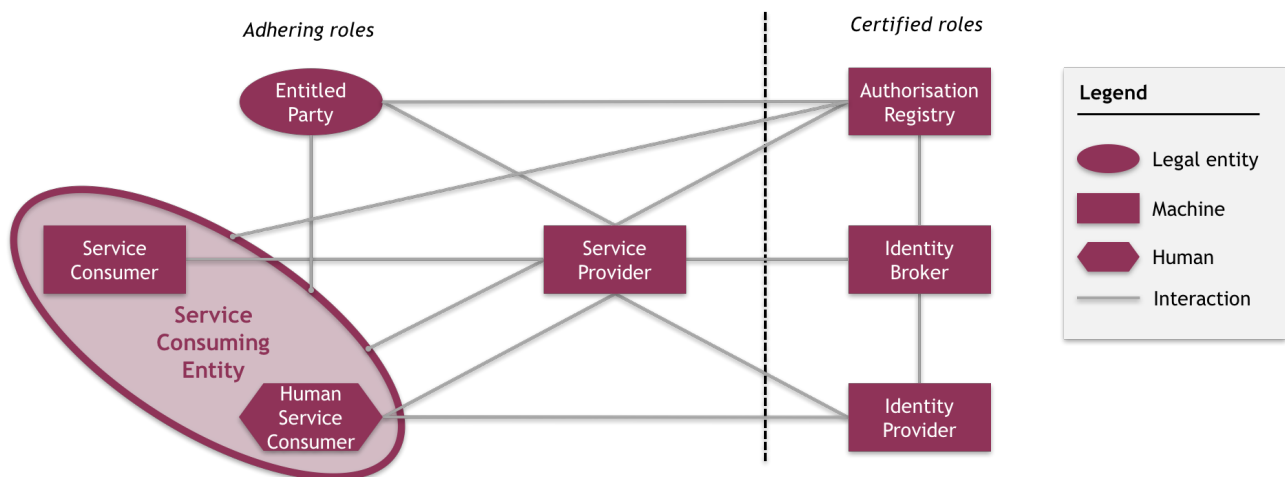 Adhering roles
Certified roles
Entitled
Party
Authorisation
Registry
Service
Consumer
Service
Provider
Identity
Broker
Service
Consuming
Entity
Human
Service
Consumer
Identity
Provider
Legend
Legal entity
Machine
Human
Interaction